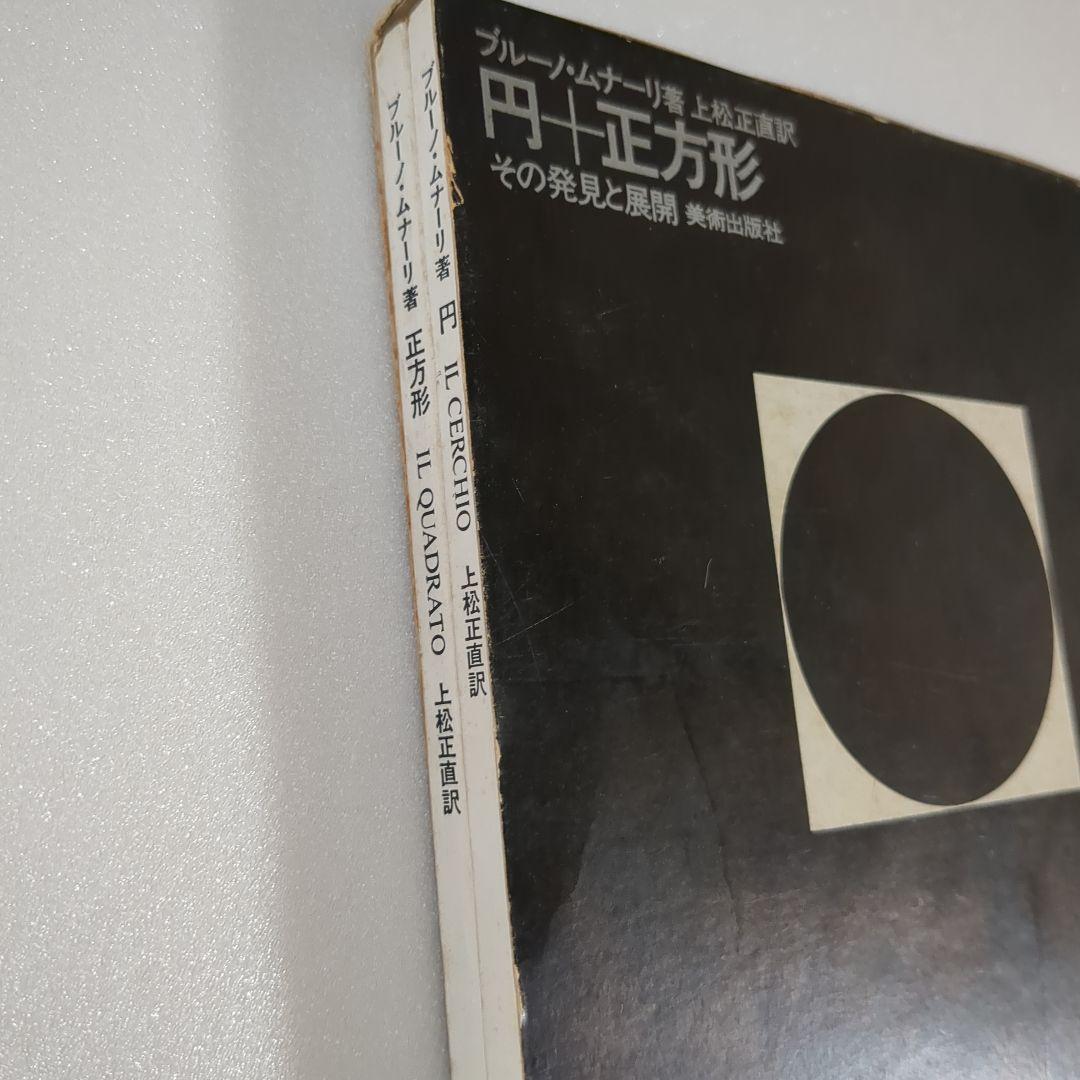 ブルーノ・ムナーリ著 上松正直訳
円+正方形
その発見と展開 美術出版社
ブルーノ・ムナーリ著 円 IL CERCHIO 上松正直訳
ブルーノ・ムナーリ著 正方形 IL QUADRATO 上松正直訳